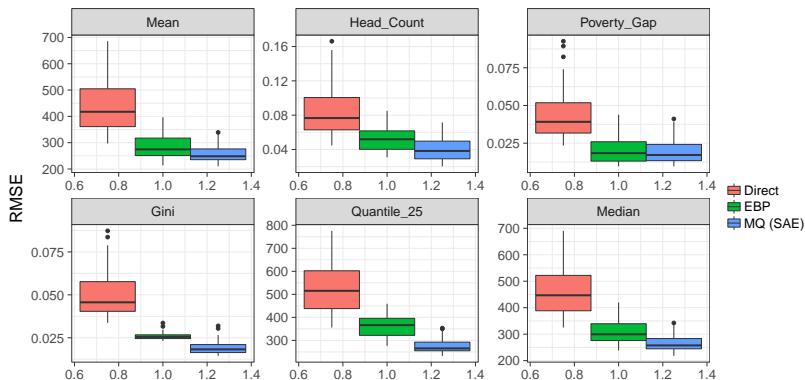 Mean
Head_Count
Poverty_Gap
700
600
500
400
300
200
0.16
0.12
0.08
0.04
0.075
0.050
0.025
0.6 0.8 1.0 1.2 1.4
0.6 0.8 1.0 1.2 1.4
0.6 0.8 1.0 1.2 1.4
RMSE
Gini
Quantile_25
Median
0.075
0.050
0.025
800
700
600
500
400
300
700
600
500
400
300
200
0.6 0.8 1.0 1.2 1.4
0.6 0.8 1.0 1.2 1.4
0.6 0.8 1.0 1.2 1.4
Direct
EBP
MQ (SAE)